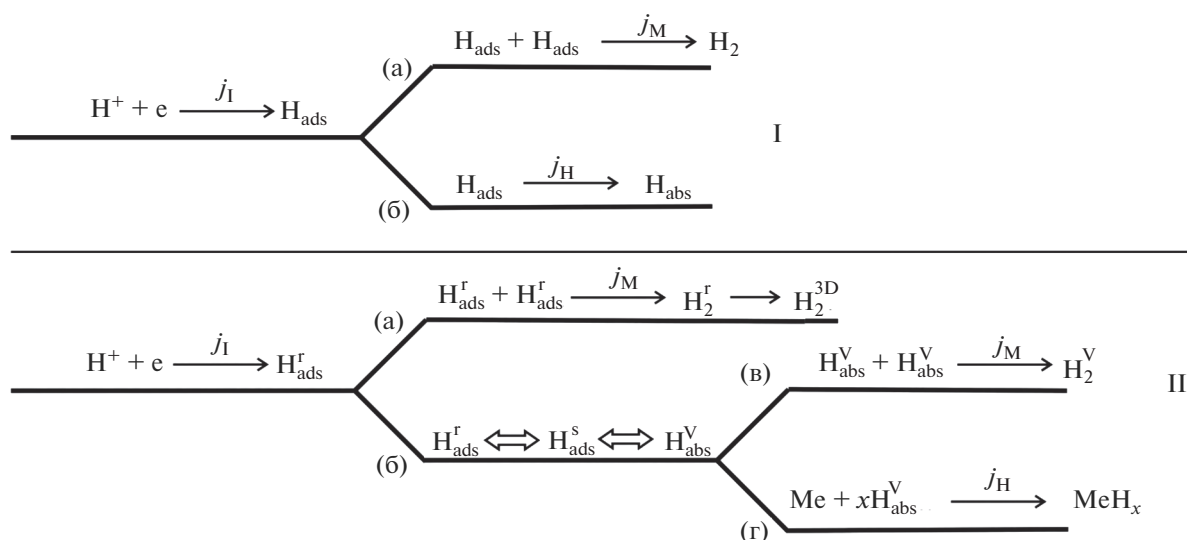 H_ads + H_ads —j_M→ H_2
(а)
H^+ + e —j_I→ H_ads
I
H_ads —j_H→ H_abs
(б)
H^r_ads + H^r_ads —j_M→ H^r_2 → H^3D_2
(а)
H^+ + e —j_I→ H^r_ads
H^V_abs + H^V_abs —j_M→ H^V_2
(в)
II
H^r_ads ⇔ H^s_ads ⇔ H^V_abs
(б)
Me + xH^V_abs —j_H→ MeH_x
(г)